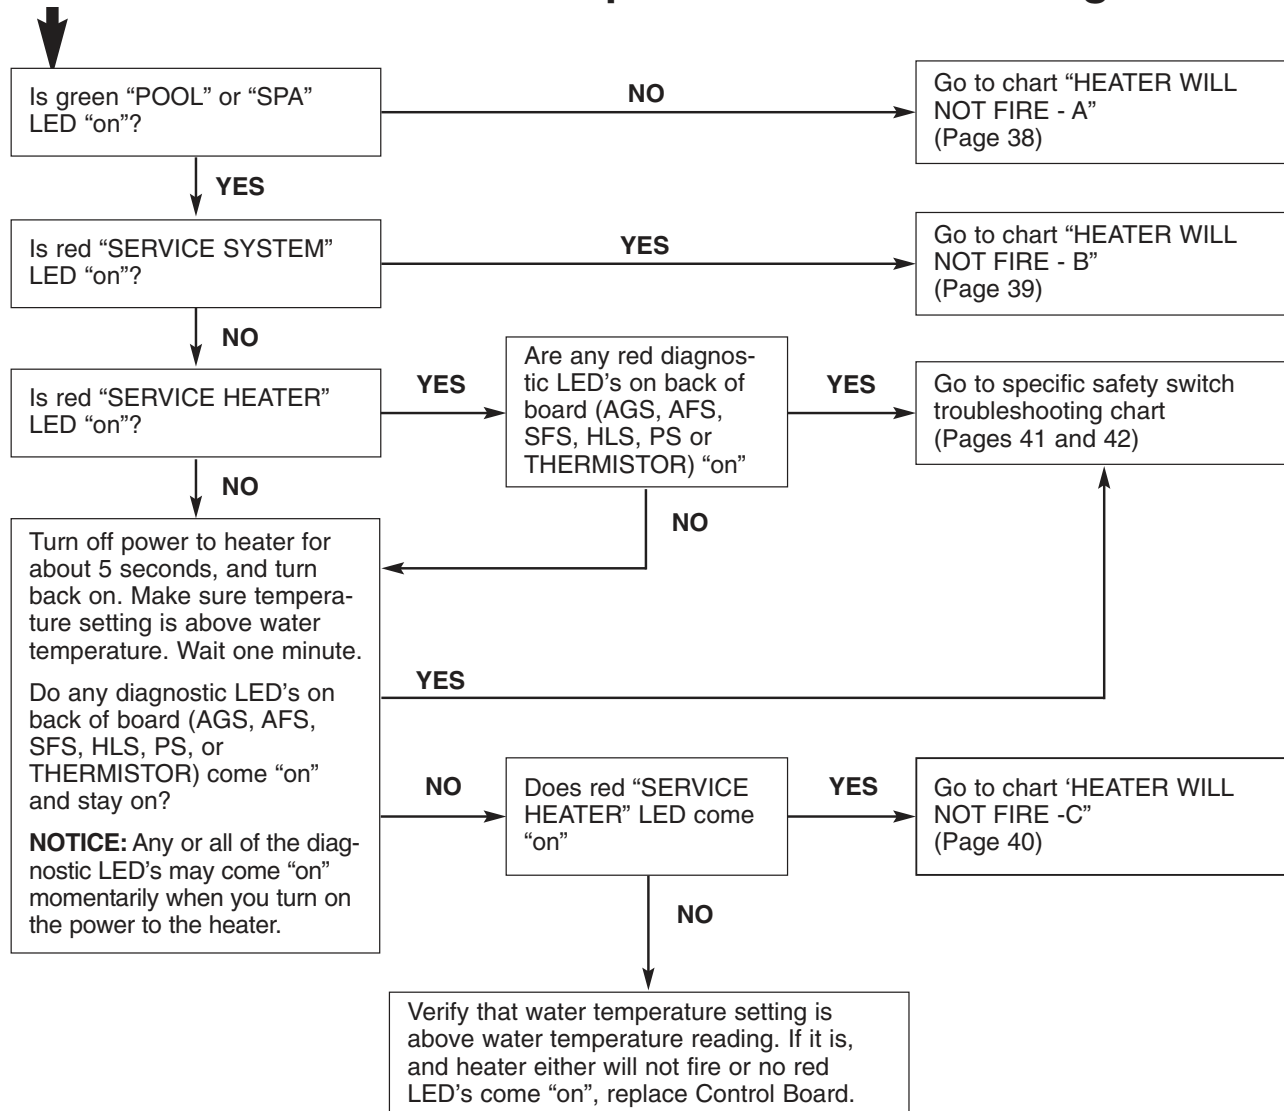 Is green “POOL” or “SPA”
LED “on”?
NO
Go to chart “HEATER WILL
NOT FIRE - A”
(Page 38)
YES
Is red “SERVICE SYSTEM”
LED “on”?
YES
Go to chart “HEATER WILL
NOT FIRE - B”
(Page 39)
NO
Is red “SERVICE HEATER”
LED “on”?
YES
Are any red diagnos-
tic LED's on back of
board (AGS, AFS,
SFS, HLS, PS or
THERMISTOR) “on”
YES
Go to specific safety switch
troubleshooting chart
(Pages 41 and 42)
NO
NO
Turn off power to heater for
about 5 seconds, and turn
back on. Make sure tempera-
ture setting is above water
temperature. Wait one minute.
Do any diagnostic LED's on
back of board (AGS, AFS,
SFS, HLS, PS, or
THERMISTOR) come “on”
and stay on?
NOTICE: Any or all of the diag-
nostic LED's may come “on”
momentarily when you turn on
the power to the heater.
YES
NO
Does red “SERVICE
HEATER” LED come
“on”
YES
Go to chart ‘HEATER WILL
NOT FIRE -C”
(Page 40)
NO
Verify that water temperature setting is
above water temperature reading. If it is,
and heater either will not fire or no red
LED's come “on”, replace Control Board.